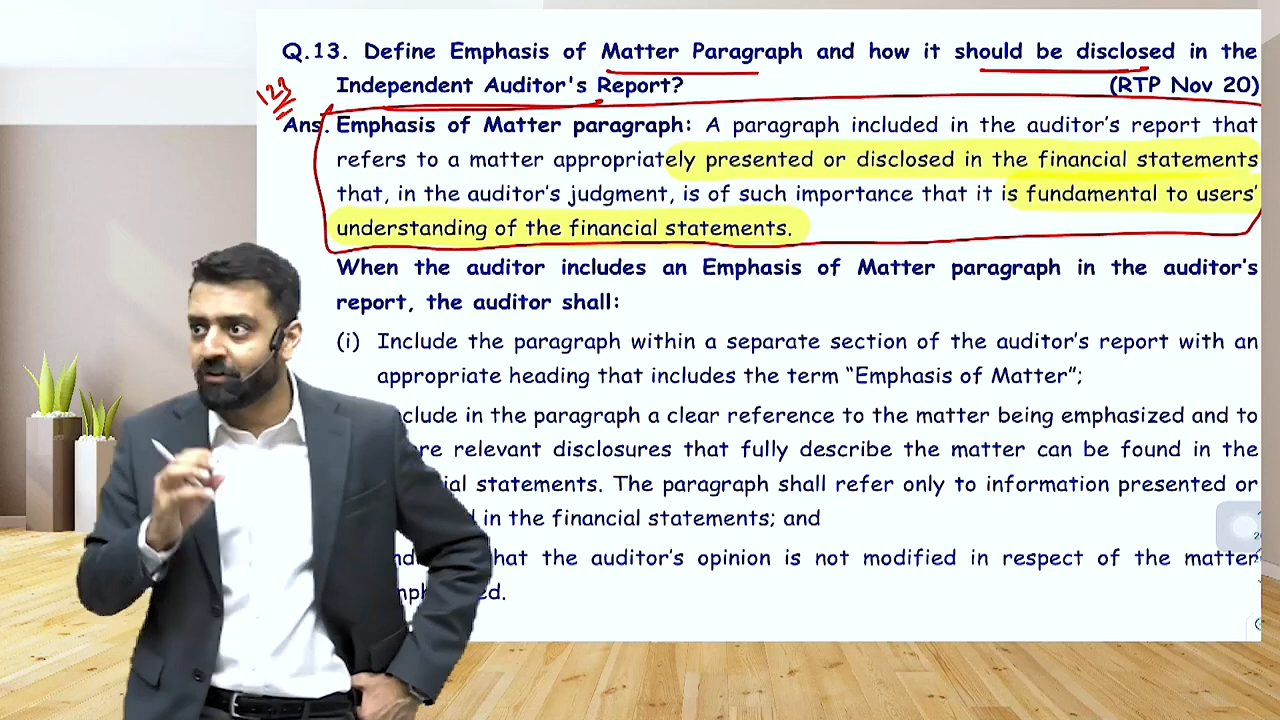 Q.13. Define Emphasis of Matter Paragraph and how it should be disclosed in the
Independent Auditor's Report? (RTP Nov 20)
123
Ans. Emphasis of Matter paragraph: A paragraph included in the auditor's report that
refers to a matter appropriately presented or disclosed in the financial statements
that, in the auditor's judgment, is of such importance that it is fundamental to users'
understanding of the financial statements.
When the auditor includes an Emphasis of Matter paragraph in the auditor's
report, the auditor shall:
(i) Include the paragraph within a separate section of the auditor's report with an
appropriate heading that includes the term “Emphasis of Matter”;
clude in the paragraph a clear reference to the matter being emphasized and to
re relevant disclosures that fully describe the matter can be found in the
ial statements. The paragraph shall refer only to information presented or
in the financial statements; and
hat the auditor's opinion is not modified in respect of the matter
ed.